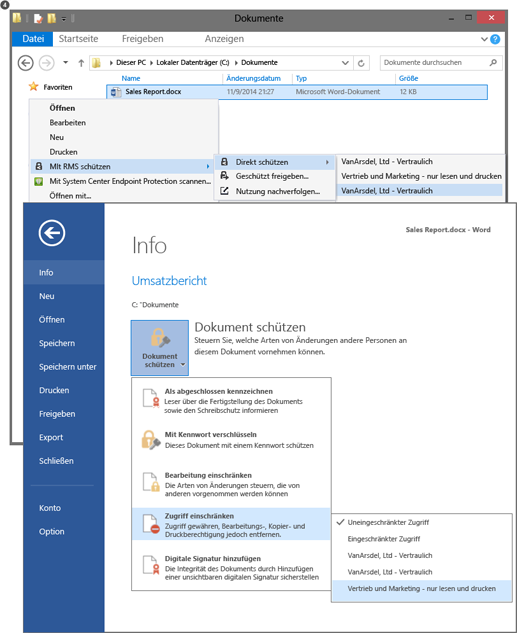 4
Dokumente
Datei Startseite Freigeben Anzeigen
Dieser PC Lokaler Datenträger (C:) Dokumente Dokumente durchsuchen
Favoriten
Name Änderungsdatum Typ Größe
Sales Report.docx 11/9/2014 21:27 Microsoft Word-Dokument 12 KB
Öffnen
Bearbeiten
Neu
Drucken
Mit RMS schützen
Mit System Center Endpoint Protection scannen...
Öffnen mit...
Direkt schützen
Geschützt freigeben...
Nutzung nachverfolgen...
VanArsdel, Ltd - Vertraulich
Vertrieb und Marketing - nur lesen und drucken
VanArsdel, Ltd - Vertraulich
Sales Report.docx - Word
Info
Neu
Öffnen
Speichern
Speichern unter
Drucken
Freigeben
Export
Schließen
Konto
Option
Info
Umsatzbericht
C: "Dokumente
Dokument
schützen
Dokument schützen
Steuern Sie, welche Arten von Änderungen andere Personen an
diesem Dokument vornehmen können.
Als abgeschlossen kennzeichnen
Leser über die Fertigstellung des Dokuments
sowie den Schreibschutz informieren
Mit Kennwort verschlüsseln
Dieses Dokument mit einem Kennwort schützen
Bearbeitung einschränken
Die Arten von Änderungen steuern, die von
anderen vorgenommen werden können
Zugriff einschränken
Zugriff gewähren, Bearbeitungs-, Kopier- und
Druckberechtigung jedoch entfernen.
Digitale Signatur hinzufügen
Die Integrität des Dokuments durch Hinzufügen
einer unsichtbaren digitalen Signatur sicherstellen
Uneingeschränkter Zugriff
Eingeschränkter Zugriff
VanArsdel, Ltd - Vertraulich
VanArsdel, Ltd - Vertraulich
Vertrieb und Marketing - nur lesen und drucken